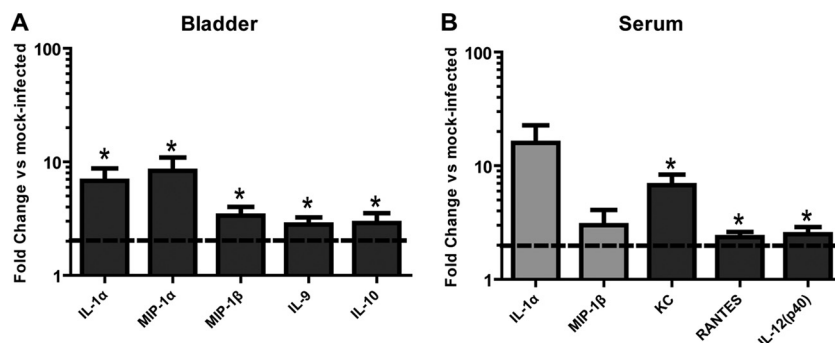 A
Bladder
Fold Change vs mock-infected
100
10
1
*
*
*
*
*
IL-1α
MIP-1α
MIP-1β
IL-9
IL-10
B
Serum
Fold Change vs mock-infected
100
10
1
*
*
*
IL-1α
MIP-1β
KC
RANTES
IL-12(p40)